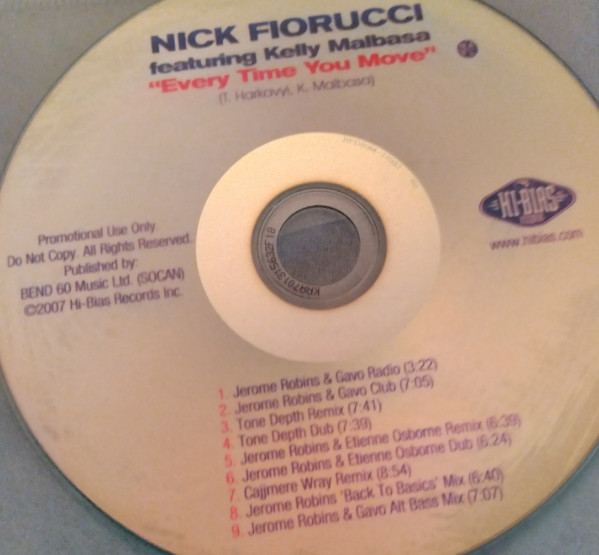 NICK FIORUCCI
featuring Kelly Malbasa
"Every Time You Move"
(T. Harkavyi, K. Malbasa)
HI-BIAS
www.hibias.com
Promotional Use Only.
Do Not Copy. All Rights Reserved.
Published by:
BEND 60 Music Ltd. (SOCAN)
©2007 Hi-Bias Records Inc.
1. Jerome Robins & Gavo Radio (3:22)
2. Jerome Robins & Gavo Club (7:05)
3. Tone Depth Remix (7:41)
4. Tone Depth Dub (7:39)
5. Jerome Robins & Etienne Osborne Remix (6:39)
6. Jerome Robins & Etienne Osborne Dub (6:24)
7. Cajjmere Wray Remix (8:54)
8. Jerome Robins 'Back To Basics' Mix (6:40)
9. Jerome Robins & Gavo Alt Bass Mix (7:07)